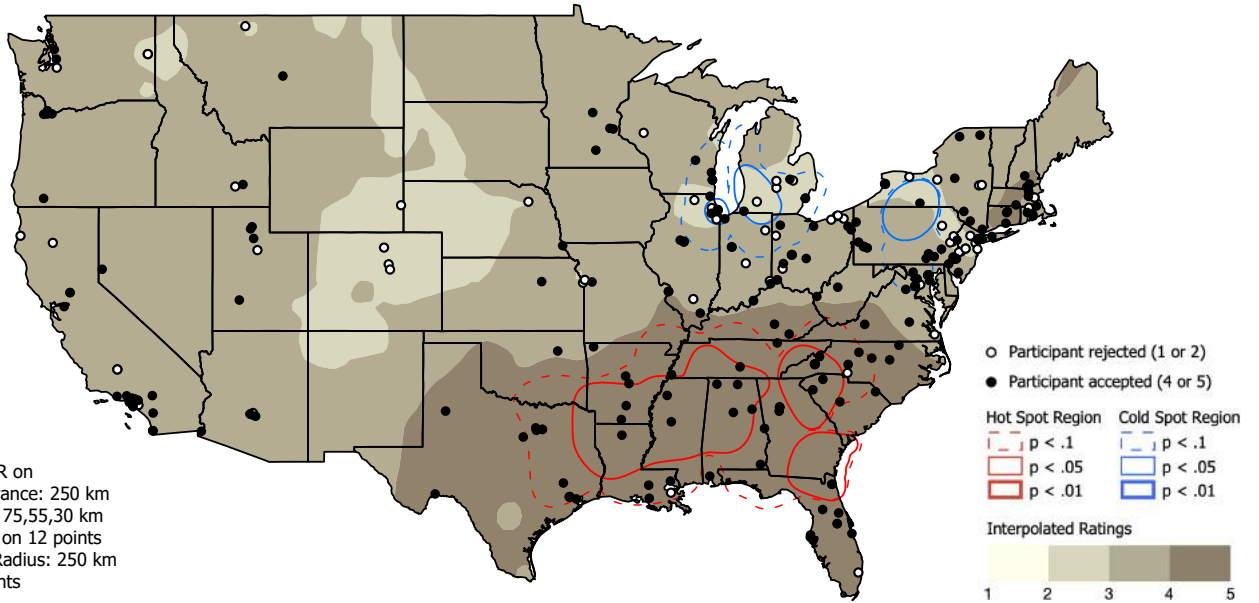 Participant rejected (1 or 2)
Participant accepted (4 or 5)
Hot Spot Region Cold Spot Region
p < .1 p < .1
p < .05 p < .05
p < .01 p < .01
Interpolated Ratings
1 2 3 4 5
R on
rance: 250 km
75,55,30 km
on 12 points
Radius: 250 km
nts